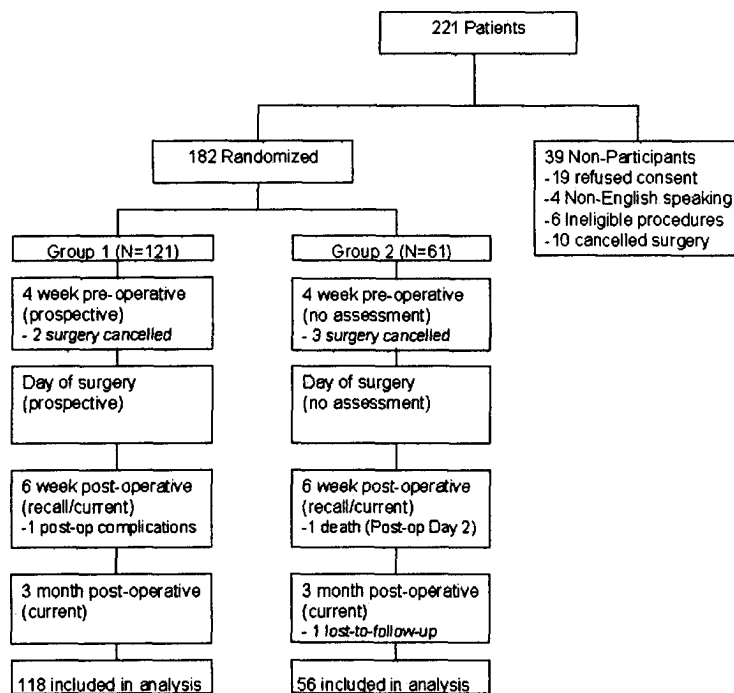 221 Patients
182 Randomized
39 Non-Participants
-19 refused consent
-4 Non-English speaking
-6 Ineligible procedures
-10 cancelled surgery
Group 1 (N=121)
4 week pre-operative
(prospective)
- 2 surgery cancelled
Day of surgery
(prospective)
6 week post-operative
(recall/current)
-1 post-op complications
3 month post-operative
(current)
118 included in analysis
Group 2 (N=61)
4 week pre-operative
(no assessment)
- 3 surgery cancelled
Day of surgery
(no assessment)
6 week post-operative
(recall/current)
-1 death (Post-op Day 2)
3 month post-operative
(current)
- 1 lost-to-follow-up
56 included in analysis